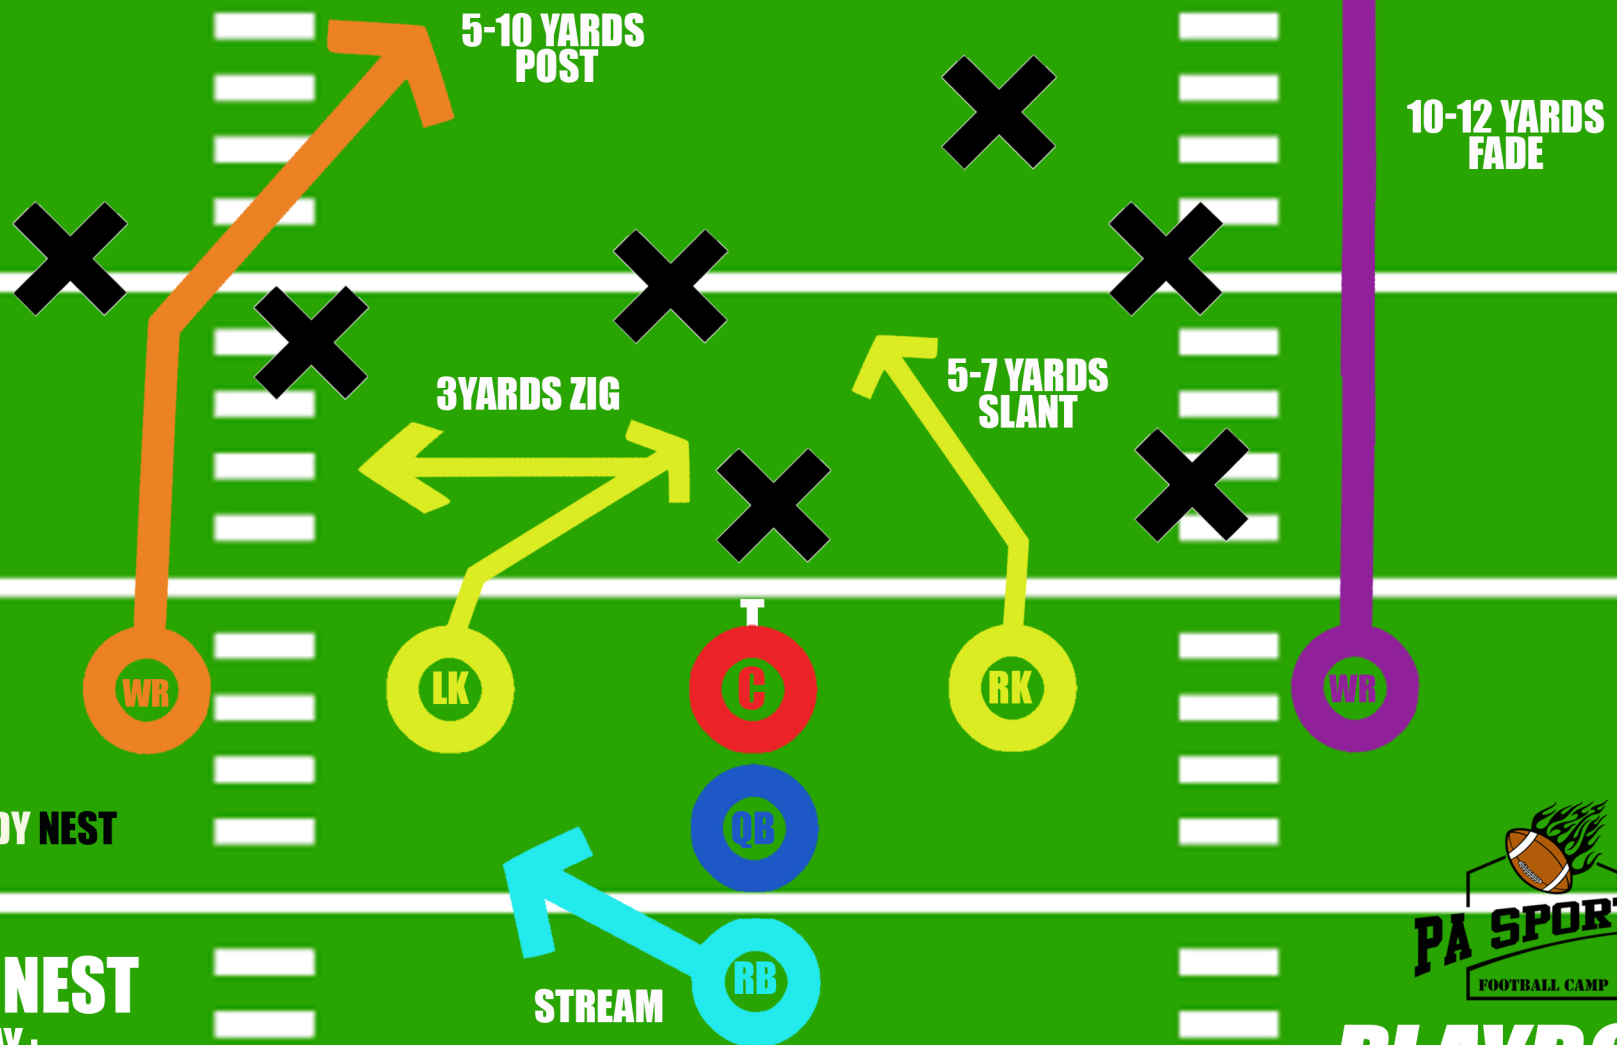 5-10 YARDS
POST
10-12 YARDS
FADE
3YARDS ZIG
5-7 YARDS
SLANT
WR
LK
C
RK
WR
QB
NEST
RB
STREAM
NEST
PA SPORT
FOOTBALL CAMP